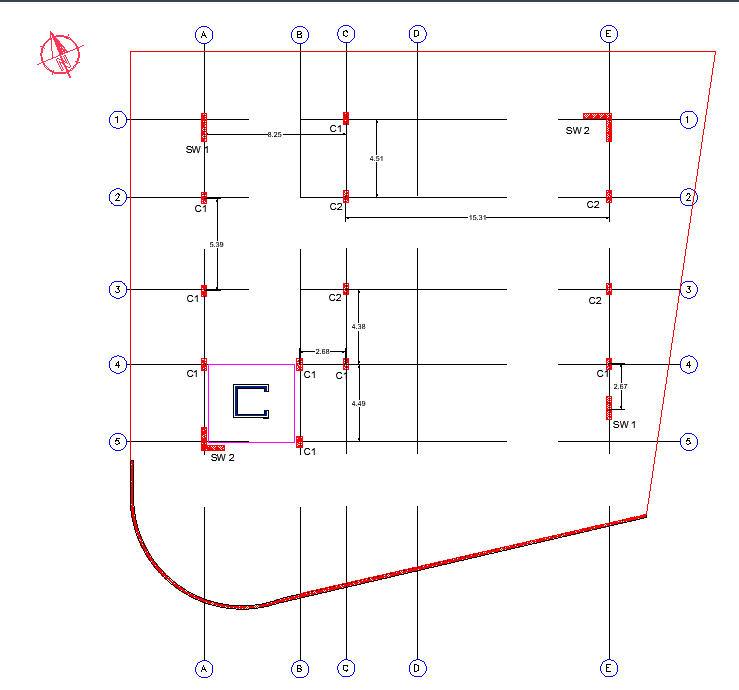 A B C D E
1 1
C1
SW 1
8.25
SW 2
4.51
2 2
C1
C2
C2
15.31
5.39
3 3
C1
C2
C2
4.38
2.68
4 4
C1
C1
C1
C1
2.67
4.49
SW 1
5 5
C1
SW 2
A B C D E